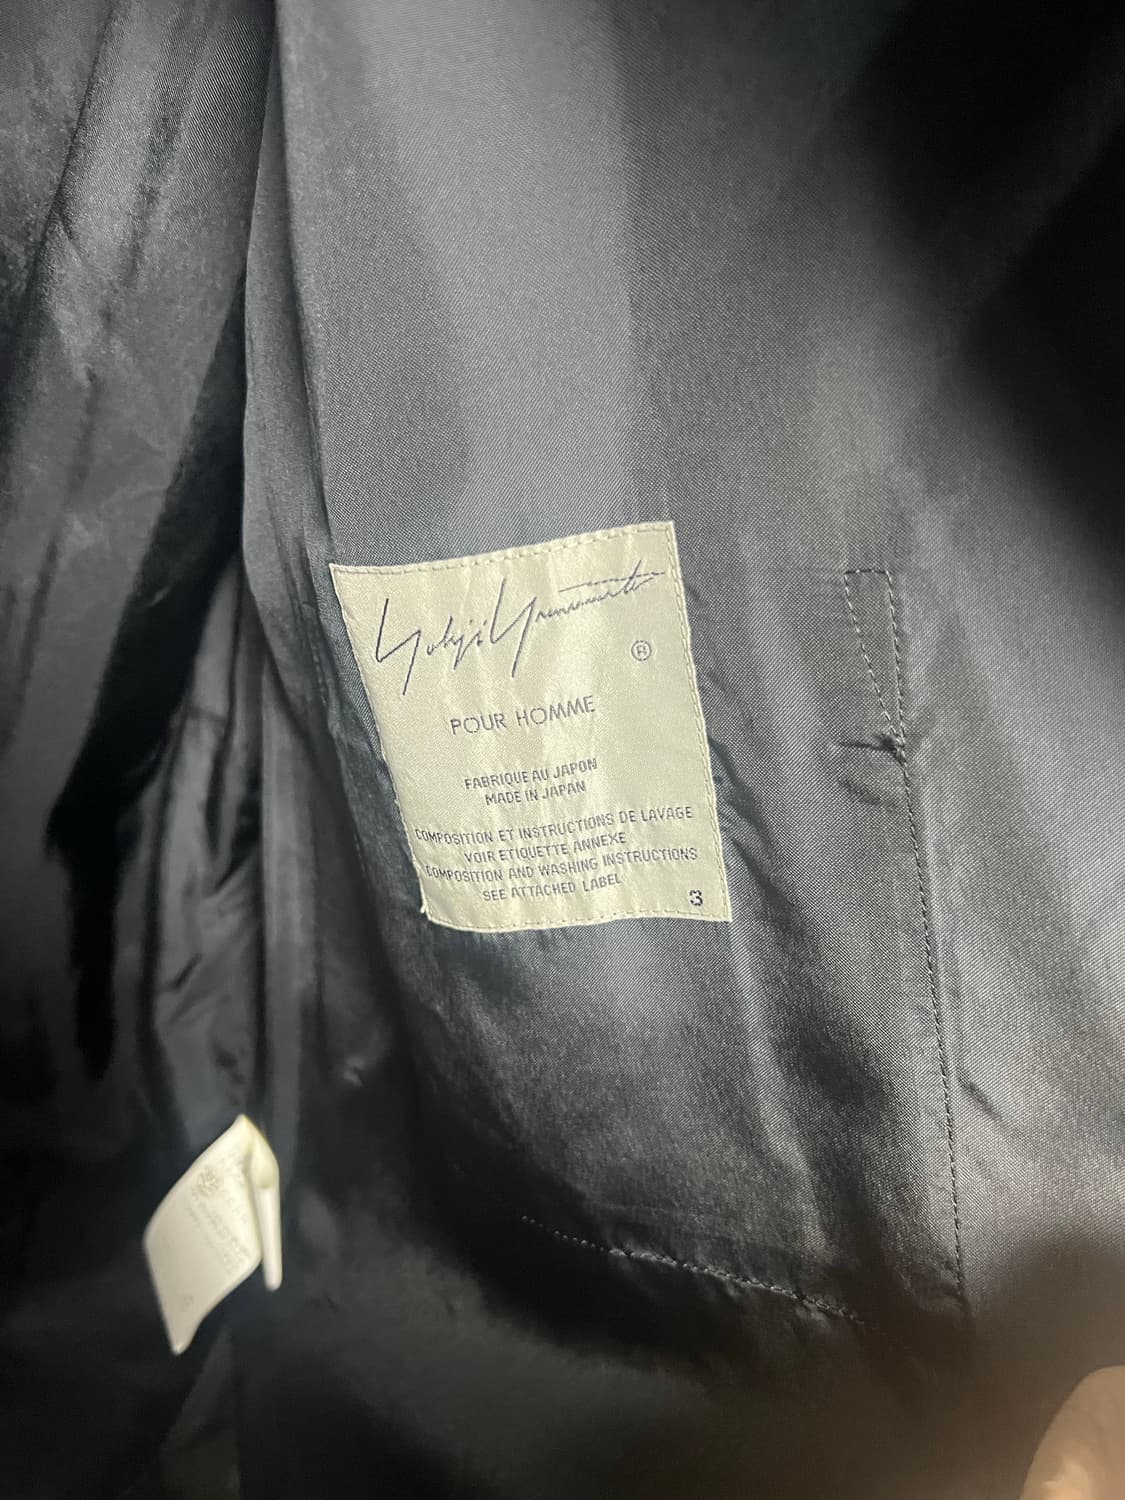 Yohji Yamamoto
®
POUR HOMME
FABRIQUE AU JAPON
MADE IN JAPAN
COMPOSITION ET INSTRUCTIONS DE LAVAGE
VOIR ETIQUETTE ANNEXE
COMPOSITION AND WASHING INSTRUCTIONS
SEE ATTACHED LABEL
3